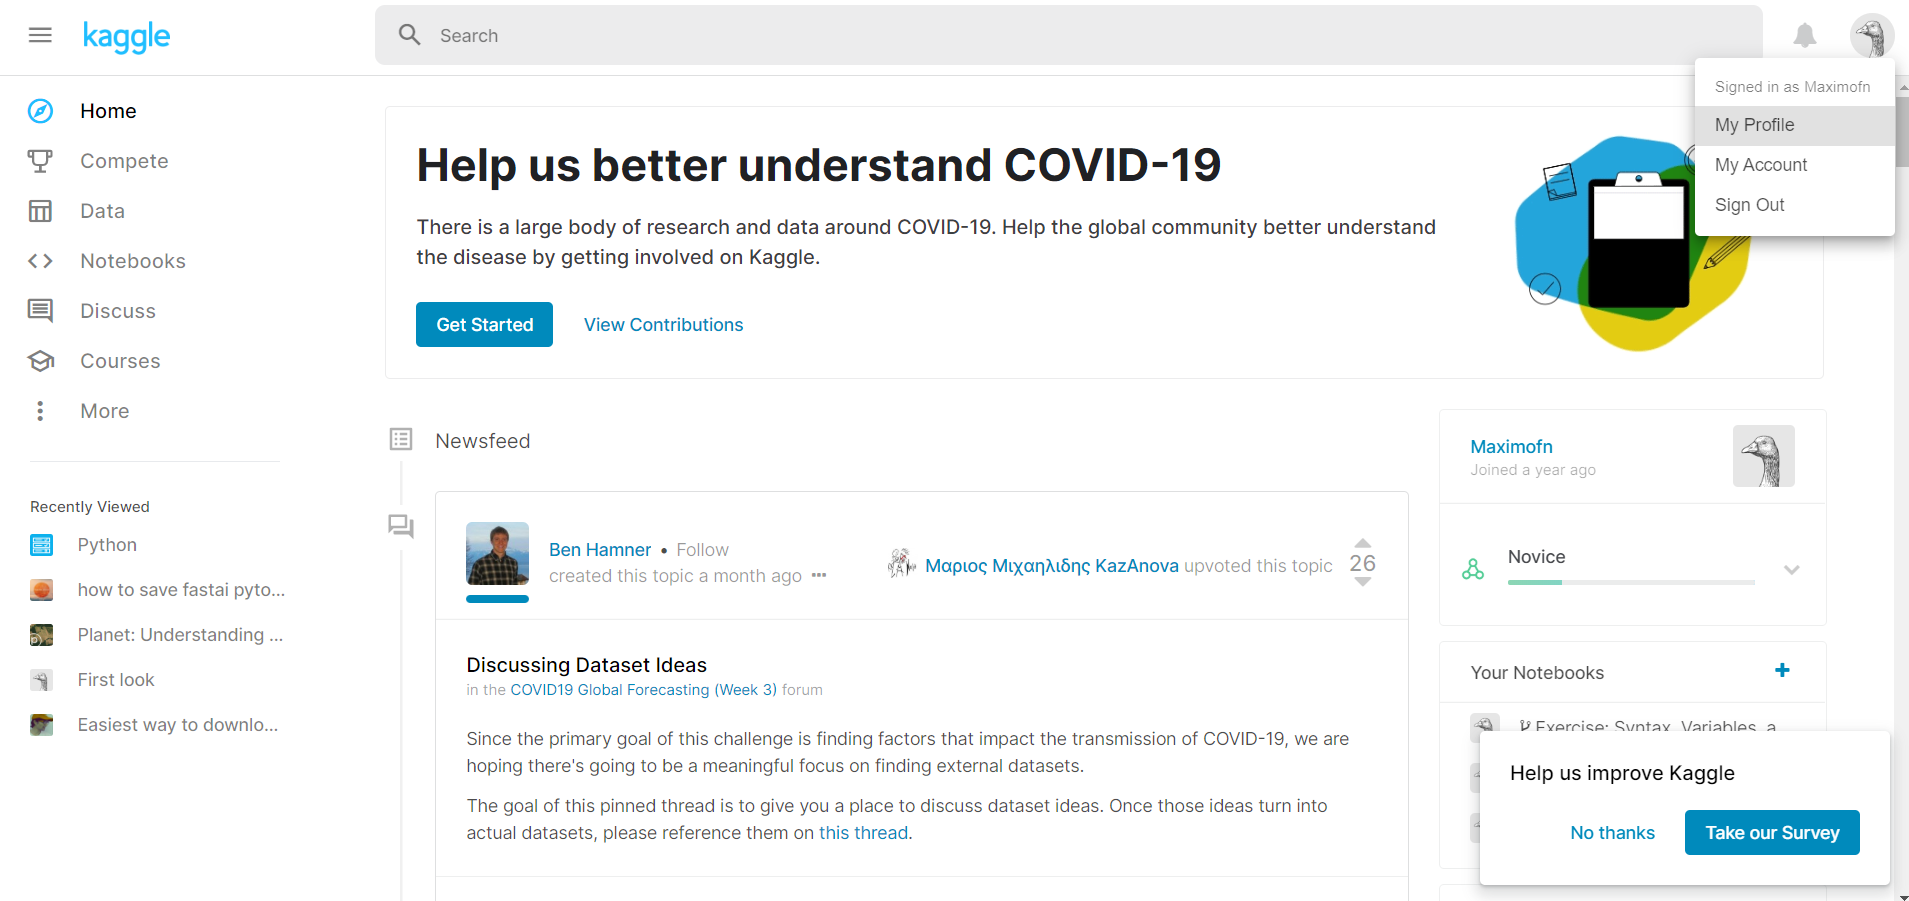 kaggle
Search
Signed in as Maximofn
My Profile
My Account
Sign Out
Home
Compete
Data
Notebooks
Discuss
Courses
More
Recently Viewed
Python
how to save fastai pyto...
Planet: Understanding ...
First look
Easiest way to downlo...
Help us better understand COVID-19
There is a large body of research and data around COVID-19. Help the global community better understand
the disease by getting involved on Kaggle.
Get Started
View Contributions
Newsfeed
Ben Hamner • Follow
created this topic a month ago ···
Μαριος Μιχαηλιδης KazAnova upvoted this topic
26
Discussing Dataset Ideas
in the COVID19 Global Forecasting (Week 3) forum
Since the primary goal of this challenge is finding factors that impact the transmission of COVID-19, we are
hoping there's going to be a meaningful focus on finding external datasets.
The goal of this pinned thread is to give you a place to discuss dataset ideas. Once those ideas turn into
actual datasets, please reference them on this thread.
Maximofn
Joined a year ago
Novice
Your Notebooks
Exercise: Syntax, Variables, a
Help us improve Kaggle
No thanks
Take our Survey